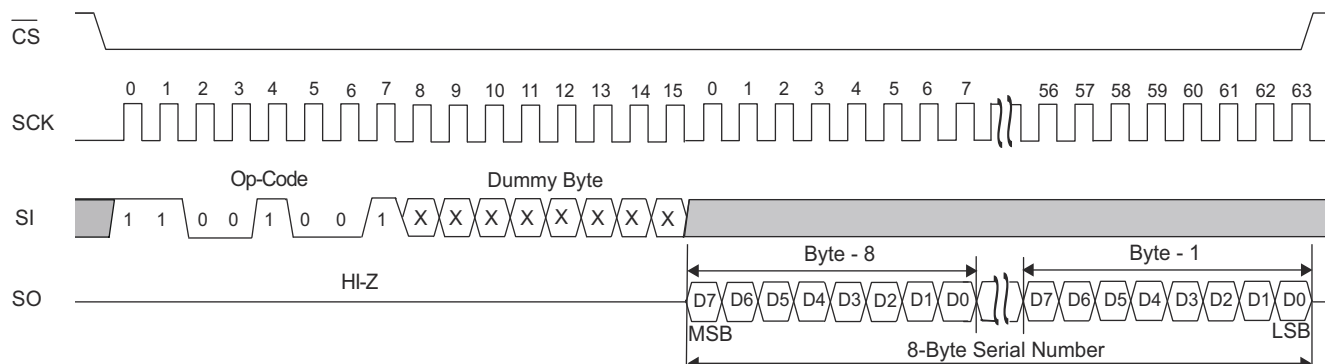 CS
0 1 2 3 4 5 6 7 8 9 10 11 12 13 14 15 0 1 2 3 4 5 6 7 56 57 58 59 60 61 62 63
SCK
Op-Code Dummy Byte
SI 1 1 0 0 1 0 0 1 X X X X X X X X
Byte - 8 Byte - 1
HI-Z
SO D7 D6 D5 D4 D3 D2 D1 D0 D7 D6 D5 D4 D3 D2 D1 D0
MSB LSB
8-Byte Serial Number